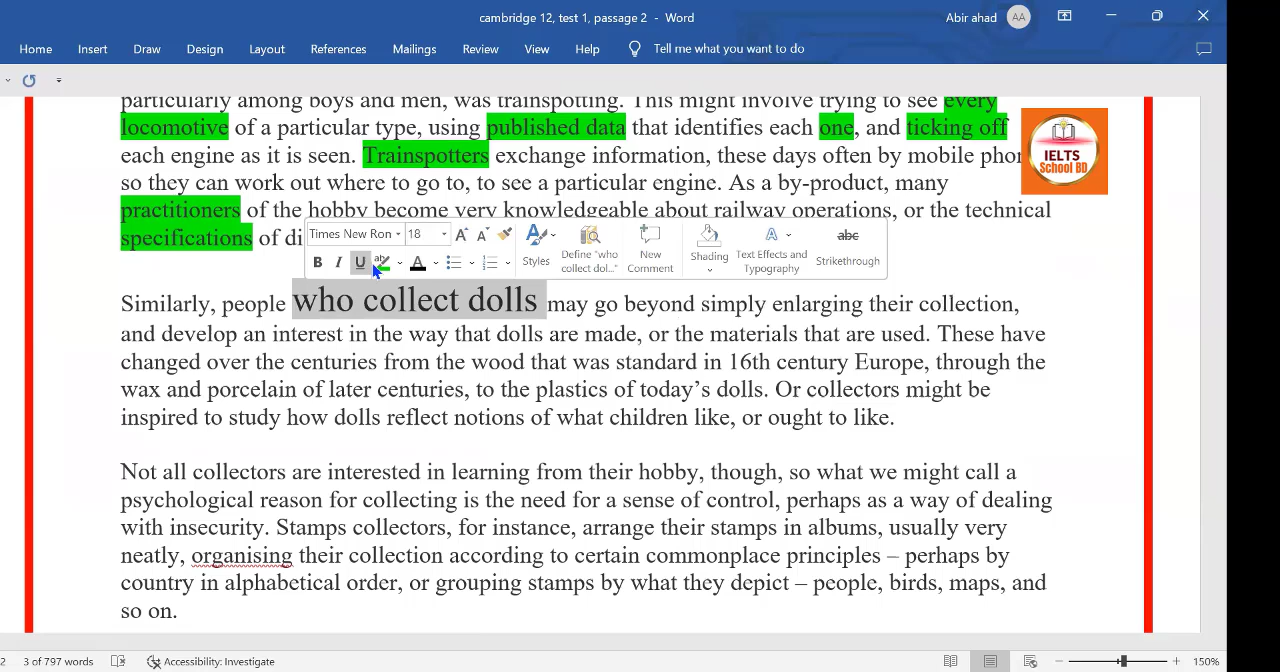 cambridge 12, test 1, passage 2 - Word
Abir ahad
AA
Home Insert Draw Design Layout References Mailings Review View Help Tell me what you want to do
particularly among boys and men, was trainspotting. This might involve trying to see every
locomotive of a particular type, using published data that identifies each one, and ticking off
each engine as it is seen. Trainspotters exchange information, these days often by mobile phon
so they can work out where to go to, to see a particular engine. As a by-product, many
practitioners of the hobby become very knowledgeable about railway operations, or the technical
specifications of di
IELTS
School BD
Times New Ron 18
Styles Define "who collect dol..." New Comment Shading Text Effects and Typography abc Strikethrough
B I U ab A
Similarly, people who collect dolls may go beyond simply enlarging their collection,
and develop an interest in the way that dolls are made, or the materials that are used. These have
changed over the centuries from the wood that was standard in 16th century Europe, through the
wax and porcelain of later centuries, to the plastics of today’s dolls. Or collectors might be
inspired to study how dolls reflect notions of what children like, or ought to like.
Not all collectors are interested in learning from their hobby, though, so what we might call a
psychological reason for collecting is the need for a sense of control, perhaps as a way of dealing
with insecurity. Stamps collectors, for instance, arrange their stamps in albums, usually very
neatly, organising their collection according to certain commonplace principles – perhaps by
country in alphabetical order, or grouping stamps by what they depict – people, birds, maps, and
so on.
2 3 of 797 words Accessibility: Investigate 150%